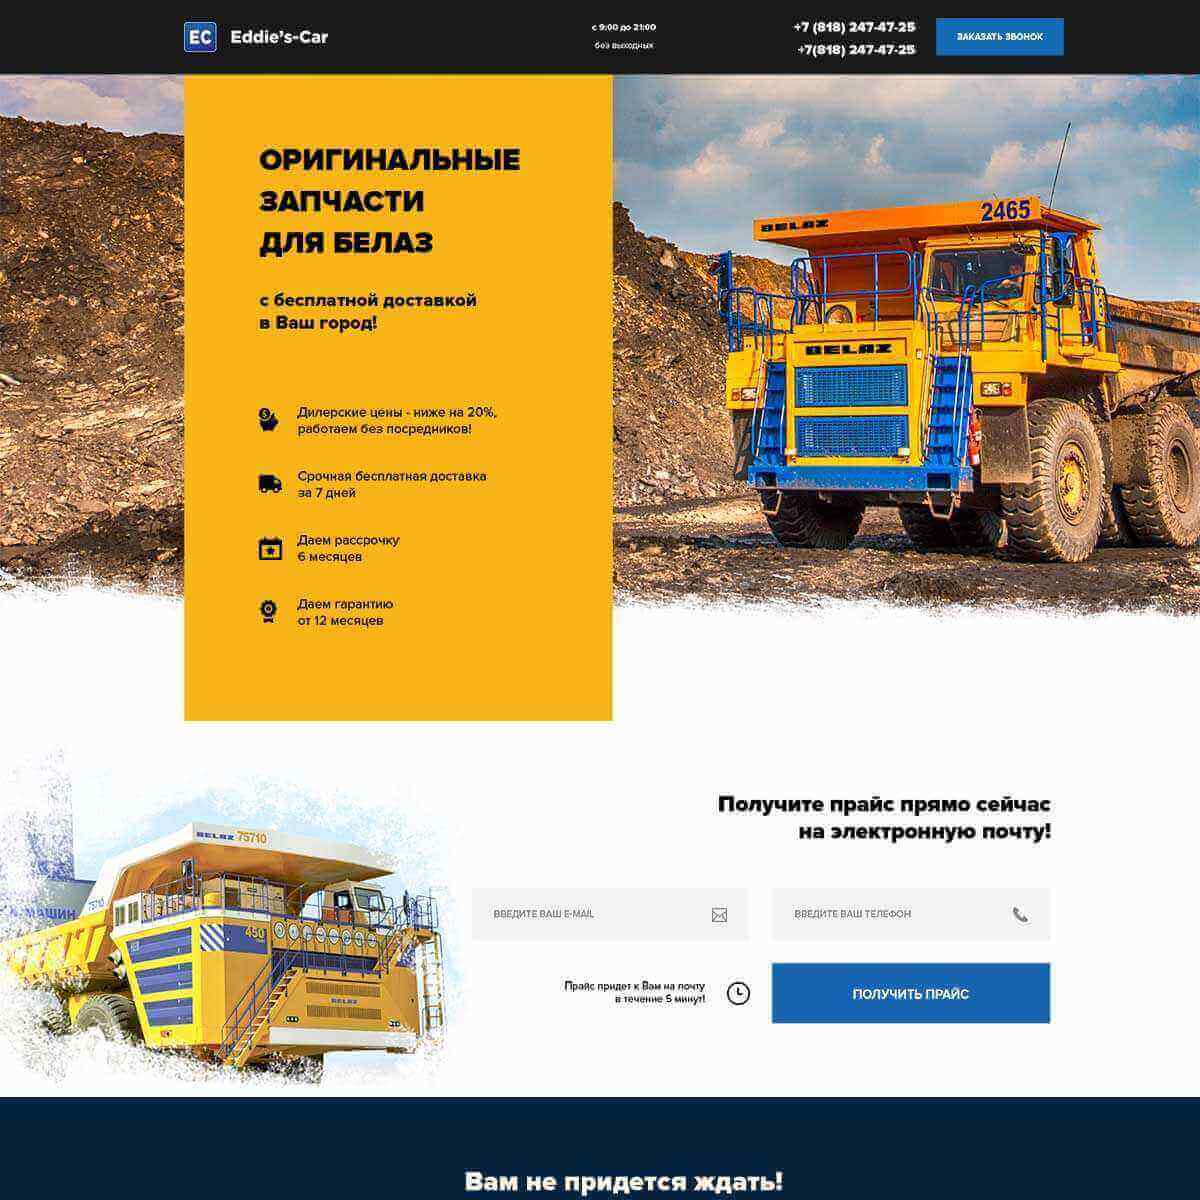 EC
Eddie's-Car
с 9:00 до 21:00
без выходных
+7 (818) 247-47-25
+7(818) 247-47-25
ЗАКАЗАТЬ ЗВОНОК
ОРИГИНАЛЬНЫЕ
ЗАПЧАСТИ
ДЛЯ БЕЛАЗ
с бесплатной доставкой
в Ваш город!
Дилерские цены - ниже на 20%,
работаем без посредников!
Срочная бесплатная доставка
за 7 дней
Даем рассрочку
6 месяцев
Даем гарантию
от 12 месяцев
BELAZ
2465
BELAZ
Получите прайс прямо сейчас
на электронную почту!
BELAZ 75710
75710
МАШИН
450
BELAZ
ВВЕДИТЕ ВАШ E-MAIL
ВВЕДИТЕ ВАШ ТЕЛЕФОН
Прайс придет к Вам на почту
в течение 5 минут!
ПОЛУЧИТЬ ПРАЙС
Вам не придется ждать!